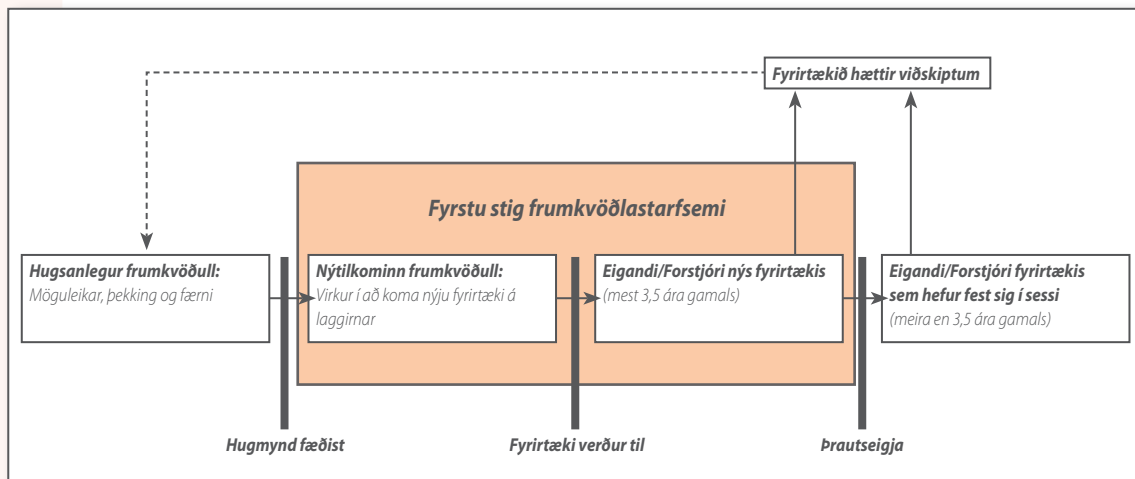 Fyrirtækið hættir viðskiptum
Fyrstu stig frumkvöðlastarfsemi
Hugsanlegur frumkvöðull:
Möguleikar, þekking og færni
Nýtilkominn frumkvöðull:
Virkur í að koma nýju fyrirtæki á
laggirnar
Eigandi/Forstjóri nýs fyrirtækis
(mest 3,5 ára gamals)
Eigandi/Forstjóri fyrirtækis
sem hefur fest sig í sessi
(meira en 3,5 ára gamals)
Hugmynd fæðist
Fyrirtæki verður til
Þrautseigja